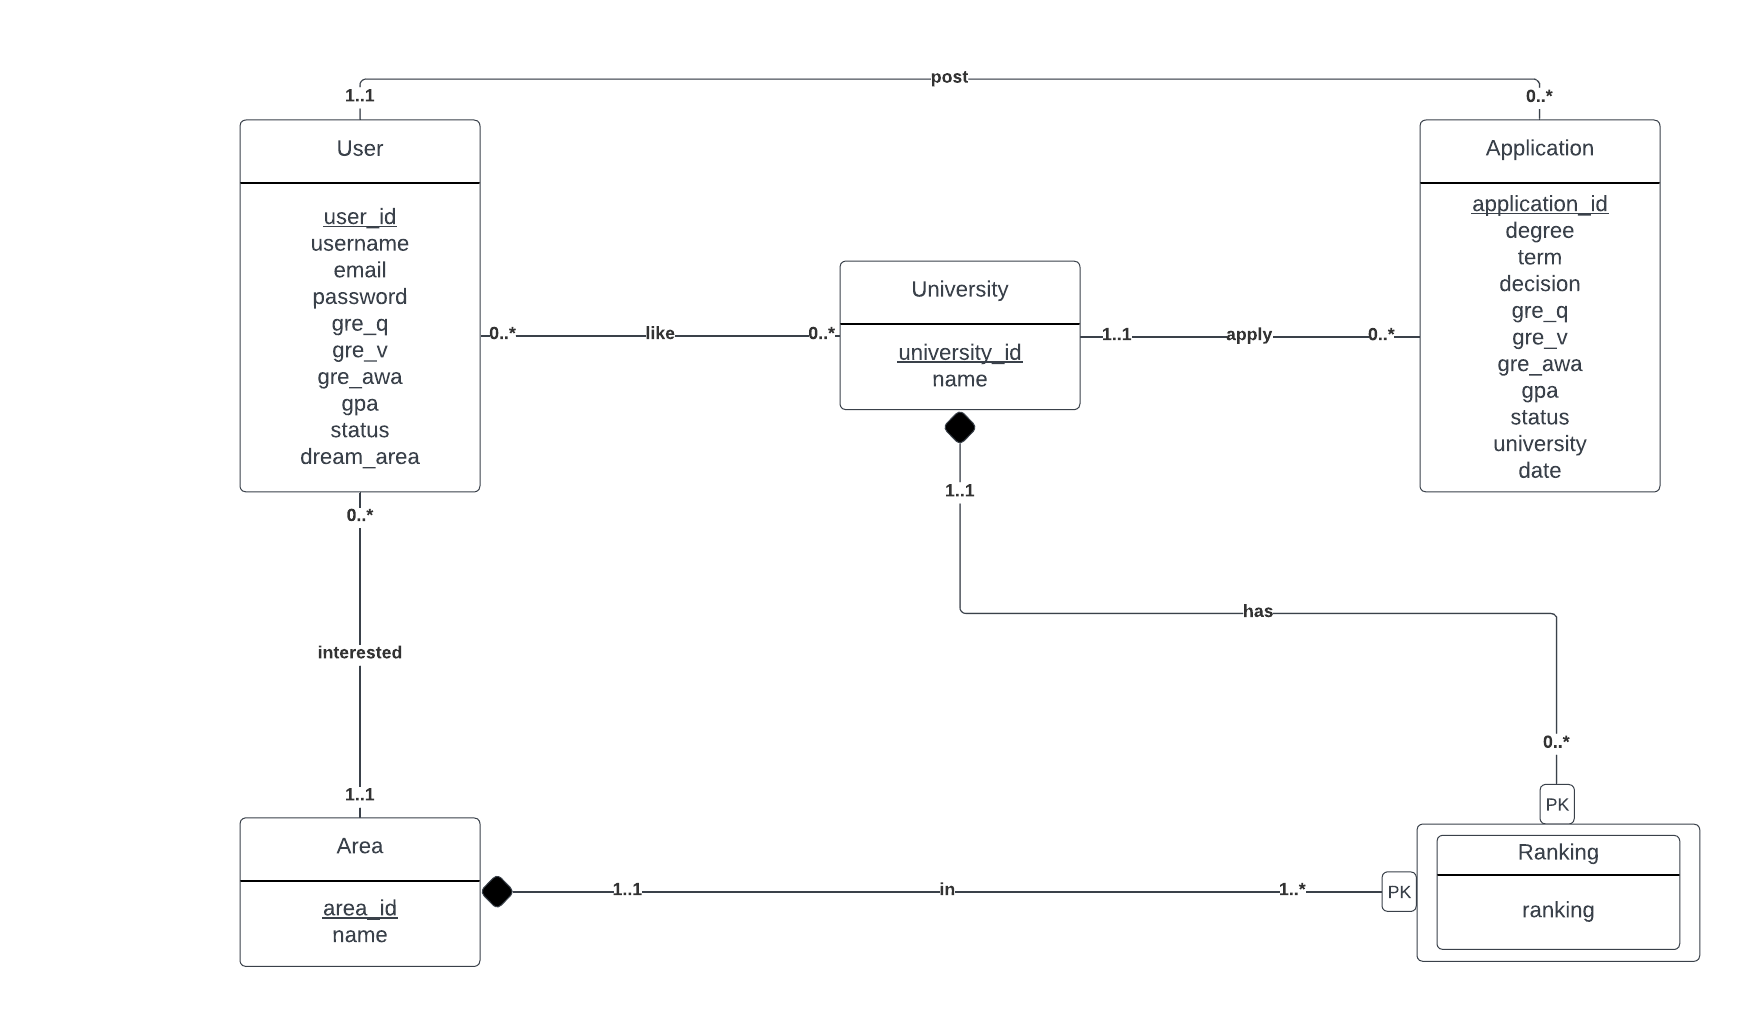 post
1..1
0..*
User
user_id
username
email
password
gre_q
gre_v
gre_awa
gpa
status
dream_area
0..*
like
0..*
University
university_id
name
1..1
apply
0..*
Application
application_id
degree
term
decision
gre_q
gre_v
gre_awa
gpa
status
university
date
1..1
has
0..*
PK
0..*
interested
1..1
Area
area_id
name
1..1
in
1..*
PK
Ranking
ranking